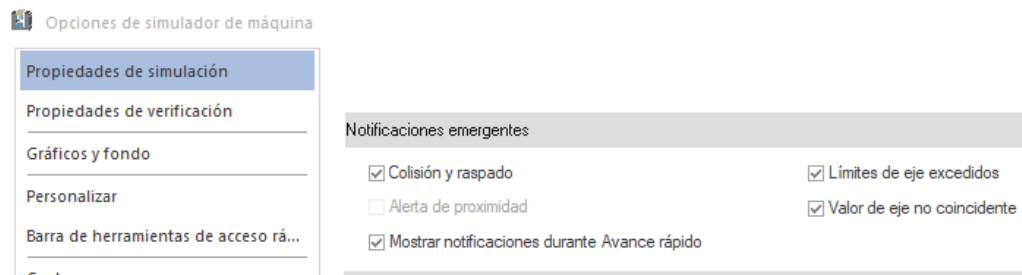 Opciones de simulador de máquina
Propiedades de simulación
Propiedades de verificación
Gráficos y fondo
Personalizar
Barra de herramientas de acceso rá...
Notificaciones emergentes
Colisión y raspado
Límites de eje excedidos
Alerta de proximidad
Valor de eje no coincidente
Mostrar notificaciones durante Avance rápido